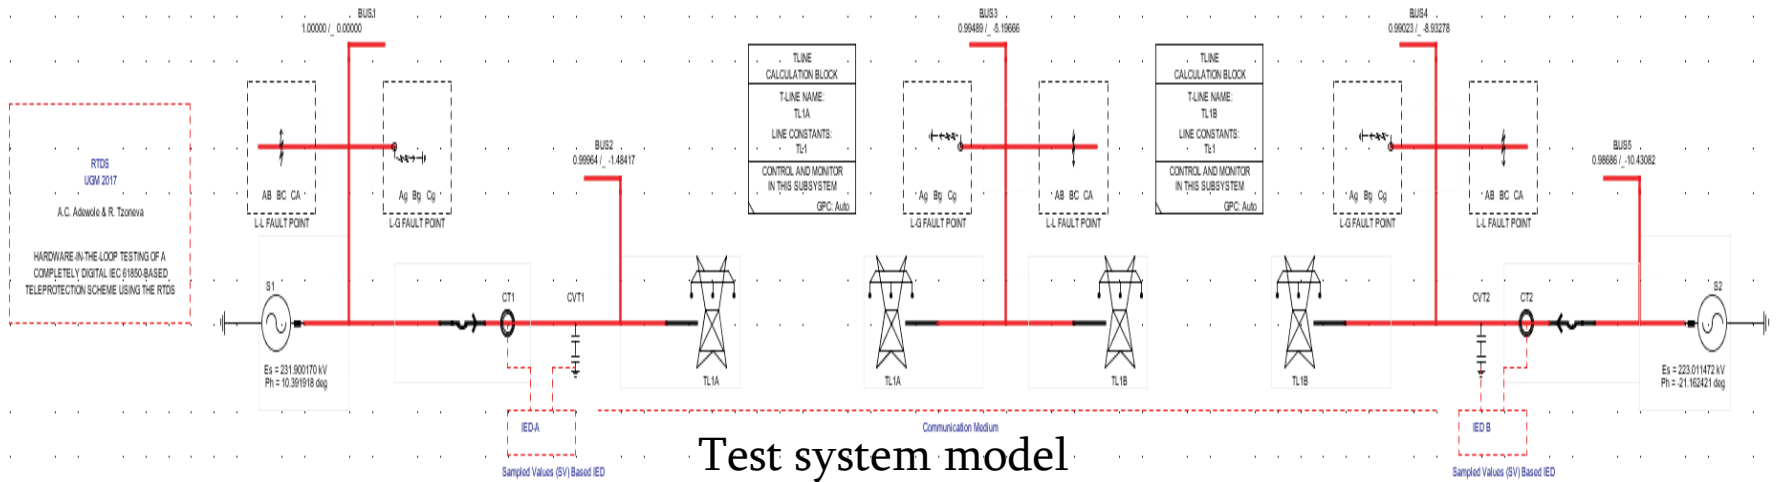 BUS1
1.00000 /_ 0.00000
BUS3
0.99489 /_ -5.19666
BUS4
0.99023 /_ -8.93278
TLINE
CALCULATION BLOCK
T-LINE NAME:
TL1A
LINE CONSTANTS:
TL1
CONTROL AND MONITOR
IN THIS SUBSYSTEM
GPC: Auto
TLINE
CALCULATION BLOCK
T-LINE NAME:
TL1B
LINE CONSTANTS:
TL1
CONTROL AND MONITOR
IN THIS SUBSYSTEM
GPC: Auto
RTDS
UGM 2017
A.C. Adewole & R. Tzoneva
HARDWARE-IN-THE-LOOP TESTING OF A
COMPLETELY DIGITAL IEC 61850-BASED
TELEPROTECTION SCHEME USING THE RTDS
AB BC CA
L-L FAULT POINT
Ag Bg Cg
L-G FAULT POINT
BUS2
0.99964 /_ -1.48417
Ag Bg Cg
L-G FAULT POINT
AB BC CA
L-L FAULT POINT
Ag Bg Cg
L-G FAULT POINT
AB BC CA
L-L FAULT POINT
BUS5
0.98686 /_ -10.43082
S1
Es = 231.900170 kV
Ph = 10.391918 deg
CT1
CVT1
TL1A
TL1A
TL1B
TL1B
CVT2
CT2
S2
Es = 223.011472 kV
Ph = -21.162421 deg
IED-A
Sampled Values (SV) Based IED
Communication Medium
IED B
Sampled Values (SV) Based IED
Test system model